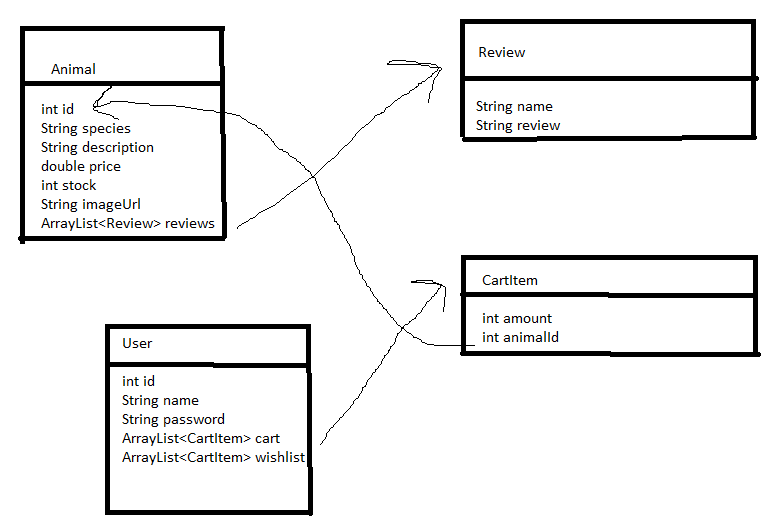 Animal
int id
String species
String description
double price
int stock
String imageUrl
ArrayList<Review> reviews
Review
String name
String review
User
int id
String name
String password
ArrayList<CartItem> cart
ArrayList<CartItem> wishlist
CartItem
int amount
int animalId